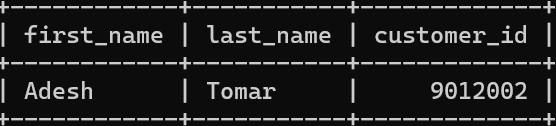 | first_name | last_name | customer_id |
| Adesh | Tomar | 9012002 |